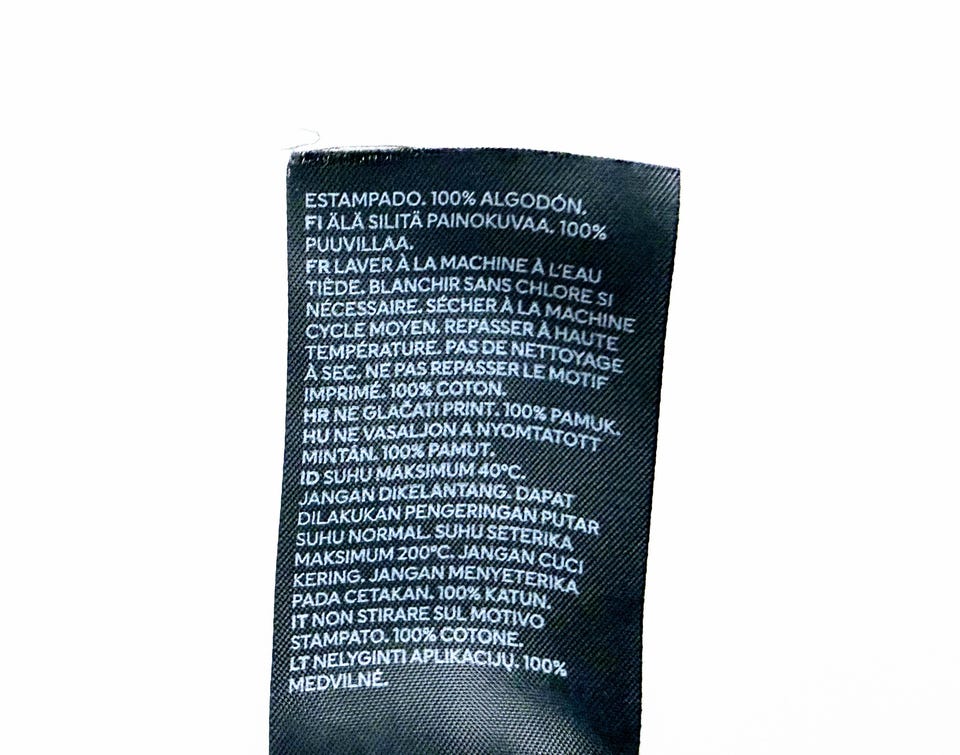 ESTAMPADO. 100% ALGODÓN.
FI ÄLÄ SILITÄ PAINOKUVAA. 100%
PUUVILLAA.
FR LAVER À LA MACHINE À L'EAU
TIÈDE. BLANCHIR SANS CHLORE SI
NÉCESSAIRE. SÉCHER À LA MACHINE
CYCLE MOYEN. REPASSER À HAUTE
TEMPÉRATURE. PAS DE NETTOYAGE
À SEC. NE PAS REPASSER LE MOTIF
IMPRIMÉ. 100% COTON.
HR NE GLAČATI PRINT. 100% PAMUK.
HU NE VASALJON A NYOMTATOTT
MINTÁN. 100% PAMUT.
ID SUHU MAKSIMUM 40°C.
JANGAN DIKELANTANG. DAPAT
DILAKUKAN PENGERINGAN PUTAR
SUHU NORMAL. SUHU SETERIKA
MAKSIMUM 200°C. JANGAN CUCI
KERING. JANGAN MENYETERIKA
PADA CETAKAN. 100% KATUN.
IT NON STIRARE SUL MOTIVO
STAMPATO. 100% COTONE.
LT NELYGINTI APLIKACIJŲ. 100%
MEDVILNĖ.